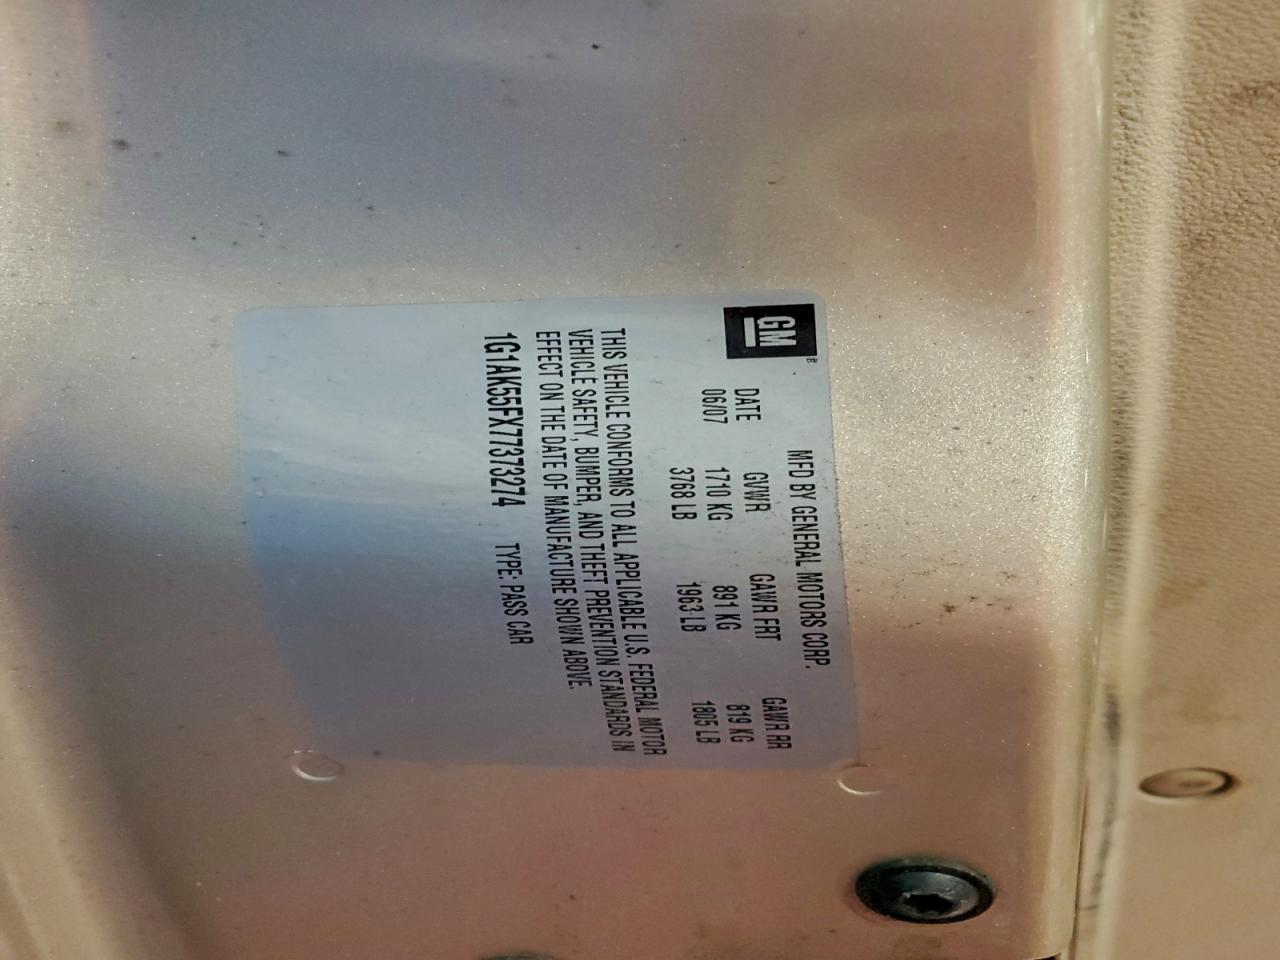 GM
MFD BY GENERAL MOTORS CORP.
DATE GVWR GAWR FRT GAWR RR
06/07 1710 KG 891 KG 819 KG
3768 LB 1963 LB 1805 LB
THIS VEHICLE CONFORMS TO ALL APPLICABLE U.S. FEDERAL MOTOR
VEHICLE SAFETY, BUMPER, AND THEFT PREVENTION STANDARDS IN
EFFECT ON THE DATE OF MANUFACTURE SHOWN ABOVE.
1G1AK55FX77373274 TYPE: PASS CAR